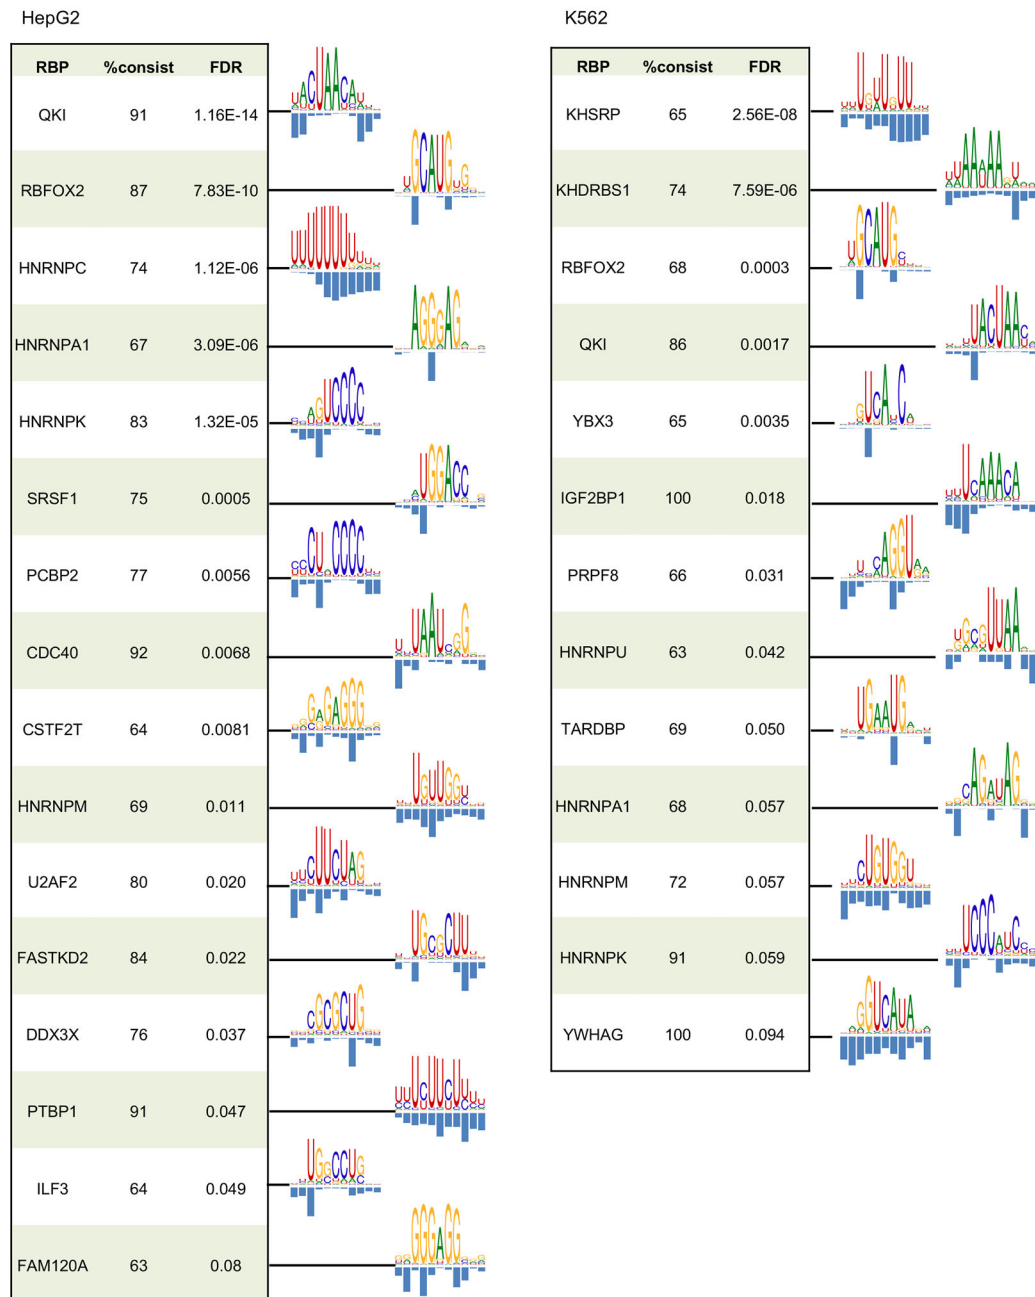 HepG2
RBP %consist FDR
QKI 91 1.16E-14
RBFOX2 87 7.83E-10
HNRNPC 74 1.12E-06
HNRNPA1 67 3.09E-06
HNRNPK 83 1.32E-05
SRSF1 75 0.0005
PCBP2 77 0.0056
CDC40 92 0.0068
CSTF2T 64 0.0081
HNRNPM 69 0.011
U2AF2 80 0.020
FASTKD2 84 0.022
DDX3X 76 0.037
PTBP1 91 0.047
ILF3 64 0.049
FAM120A 63 0.08
K562
RBP %consist FDR
KHSRP 65 2.56E-08
KHDRBS1 74 7.59E-06
RBFOX2 68 0.0003
QKI 86 0.0017
YBX3 65 0.0035
IGF2BP1 100 0.018
PRPF8 66 0.031
HNRNPU 63 0.042
TARDBP 69 0.050
HNRNPA1 68 0.057
HNRNPM 72 0.057
HNRNPK 91 0.059
YWHAG 100 0.094